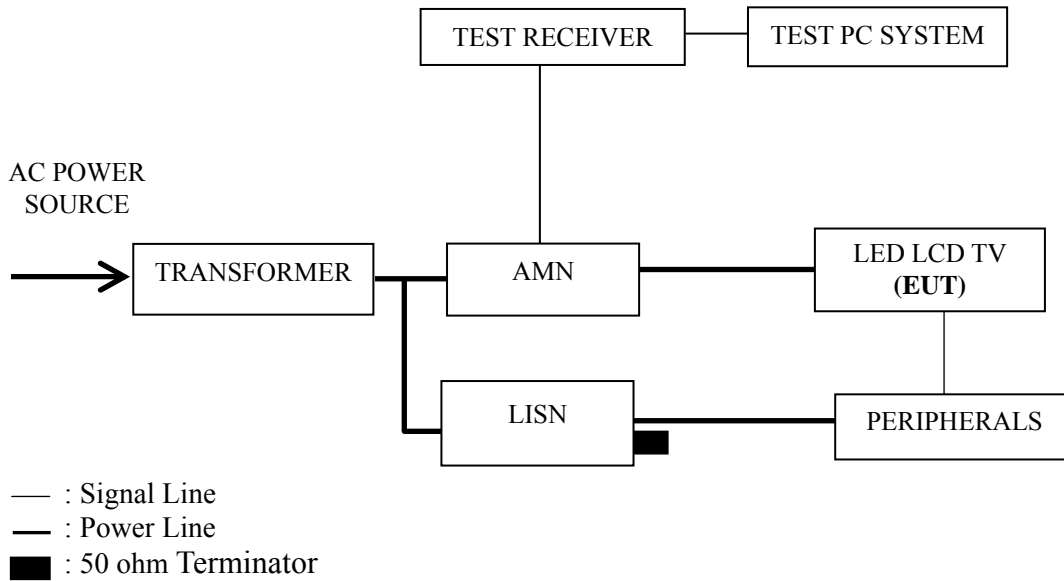 TEST RECEIVER
TEST PC SYSTEM
AC POWER
SOURCE
TRANSFORMER
AMN
LED LCD TV
(EUT)
LISN
PERIPHERALS
: Signal Line
: Power Line
: 50 ohm Terminator